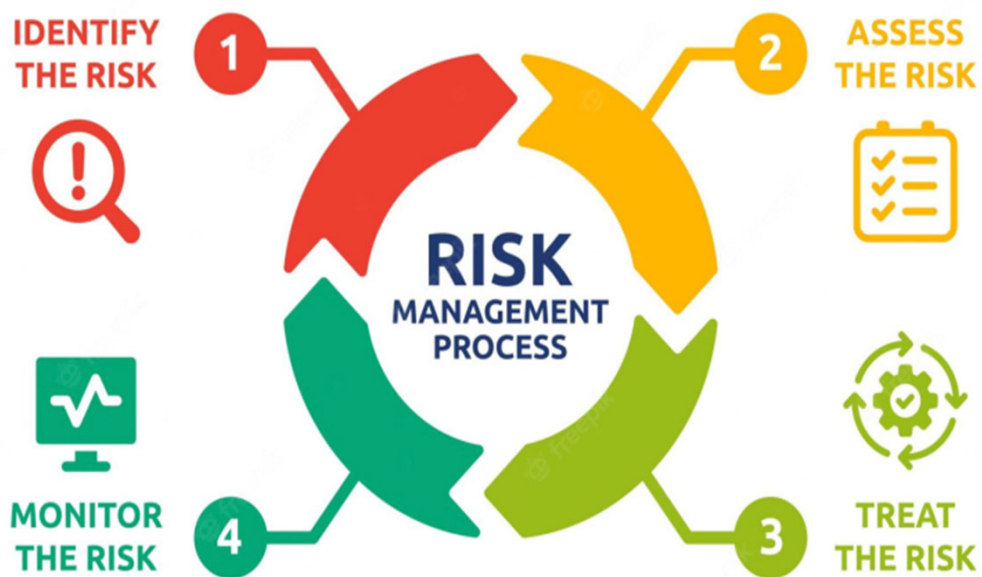 IDENTIFY
THE RISK
1
2
ASSESS
THE RISK
RISK
MANAGEMENT
PROCESS
MONITOR
THE RISK
4
3
TREAT
THE RISK
freepik